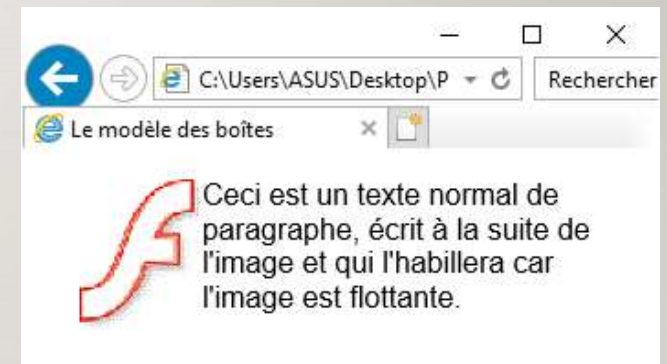 C:\Users\ASUS\Desktop\P
Rechercher
Le modèle des boîtes
Ceci est un texte normal de
paragraphe, écrit à la suite de
l'image et qui l'habillera car
l'image est flottante.